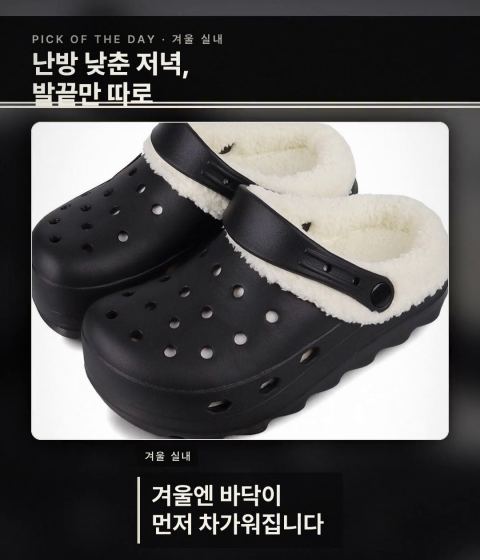 PICK OF THE DAY · 겨울 실내
난방 낮춘 저녁,
발끝만 따로
겨울 실내
겨울엔 바닥이
먼저 차가워집니다